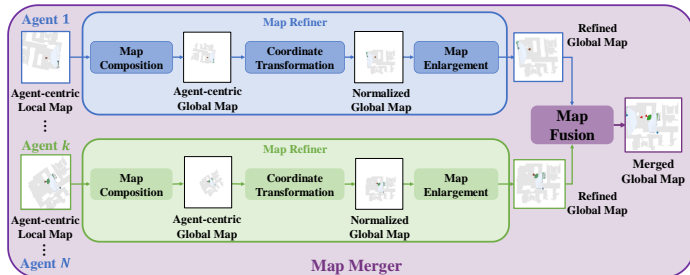 Agent 1
Map Refiner
Map
Composition
Coordinate
Transformation
Map
Enlargement
Refined
Global Map
Agent-centric
Local Map
Agent-centric
Global Map
Normalized
Global Map
...
Map
Fusion
Merged
Global Map
Agent k
Map Refiner
Map
Composition
Coordinate
Transformation
Map
Enlargement
Agent-centric
Local Map
Agent-centric
Global Map
Normalized
Global Map
Refined
Global Map
...
Agent N
Map Merger